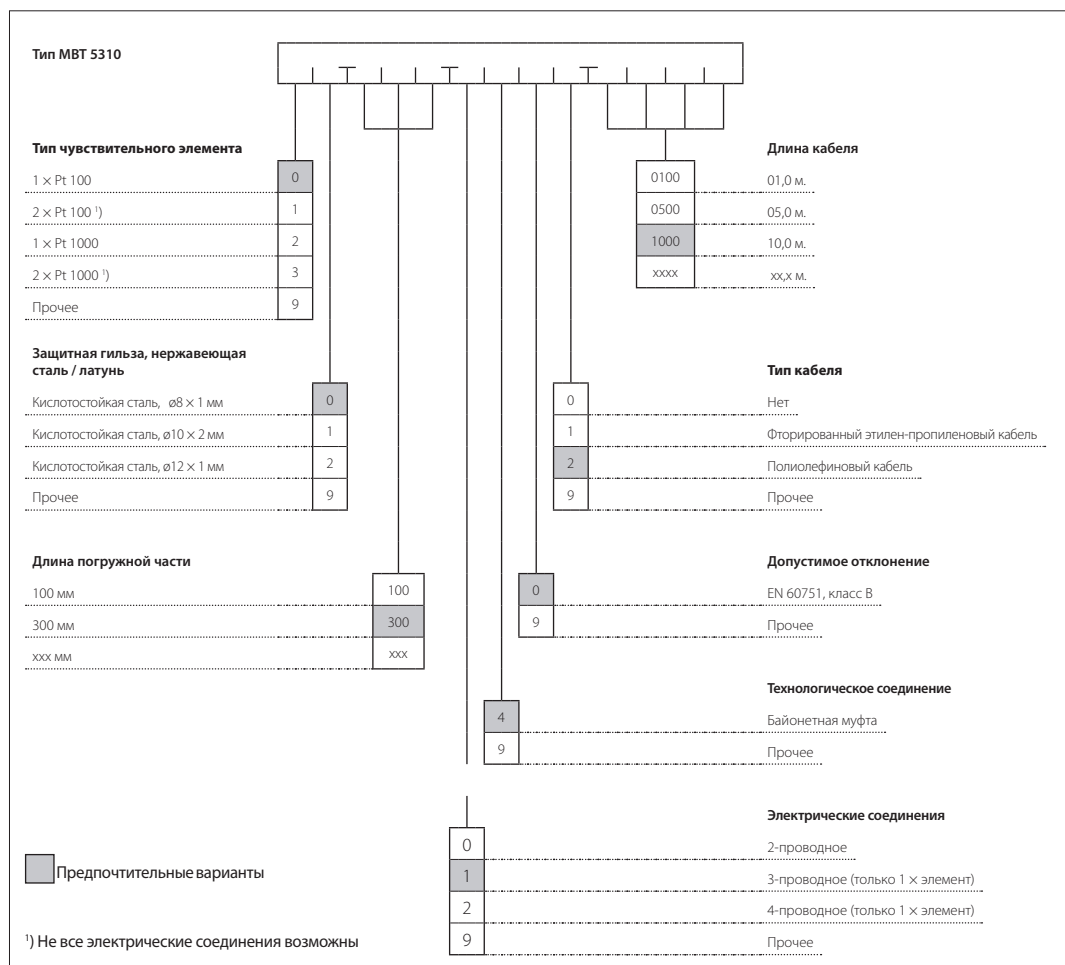 Тип MBT 5310
Тип чувствительного элемента
1 × Pt 100
0
2 × Pt 100 ¹)
1
1 × Pt 1000
2
2 × Pt 1000 ¹)
3
Прочее
9
Длина кабеля
0100
01,0 м.
0500
05,0 м.
1000
10,0 м.
xxxx
xx,x м.
Защитная гильза, нержавеющая
сталь / латунь
Кислотостойкая сталь, ø8 × 1 мм
0
Кислотостойкая сталь, ø10 × 2 мм
1
Кислотостойкая сталь, ø12 × 1 мм
2
Прочее
9
Тип кабеля
0
Нет
1
Фторированный этилен-пропиленовый кабель
2
Полиолефиновый кабель
9
Прочее
Длина погружной части
100 мм
100
300 мм
300
xxx мм
xxx
Допустимое отклонение
0
EN 60751, класс B
9
Прочее
Технологическое соединение
4
Байонетная муфта
9
Прочее
Электрические соединения
0
2-проводное
1
3-проводное (только 1 × элемент)
2
4-проводное (только 1 × элемент)
9
Прочее
Предпочтительные варианты
¹) Не все электрические соединения возможны